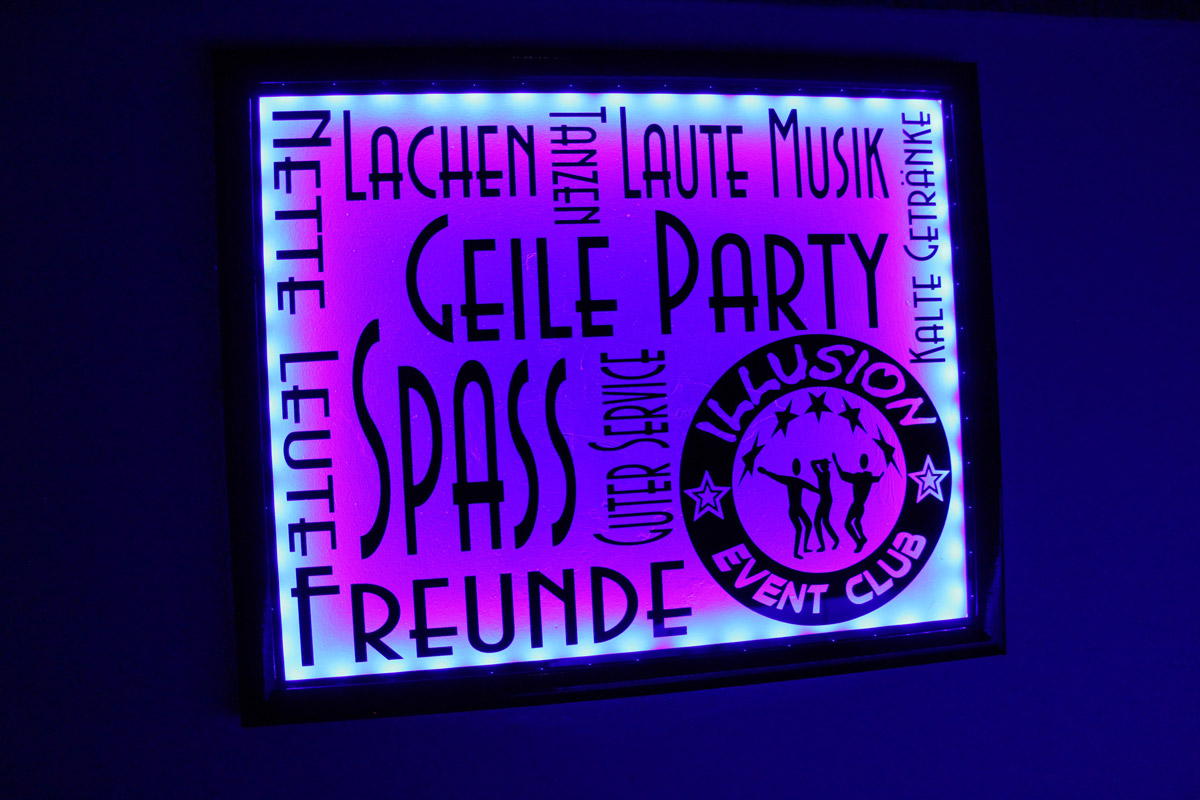 Nette Leute
Lachen
Tanzen
Laute Musik
Kalte Getränke
Geile Party
Spass
Guter Service
Freunde
ILLUSION
EVENT CLUB